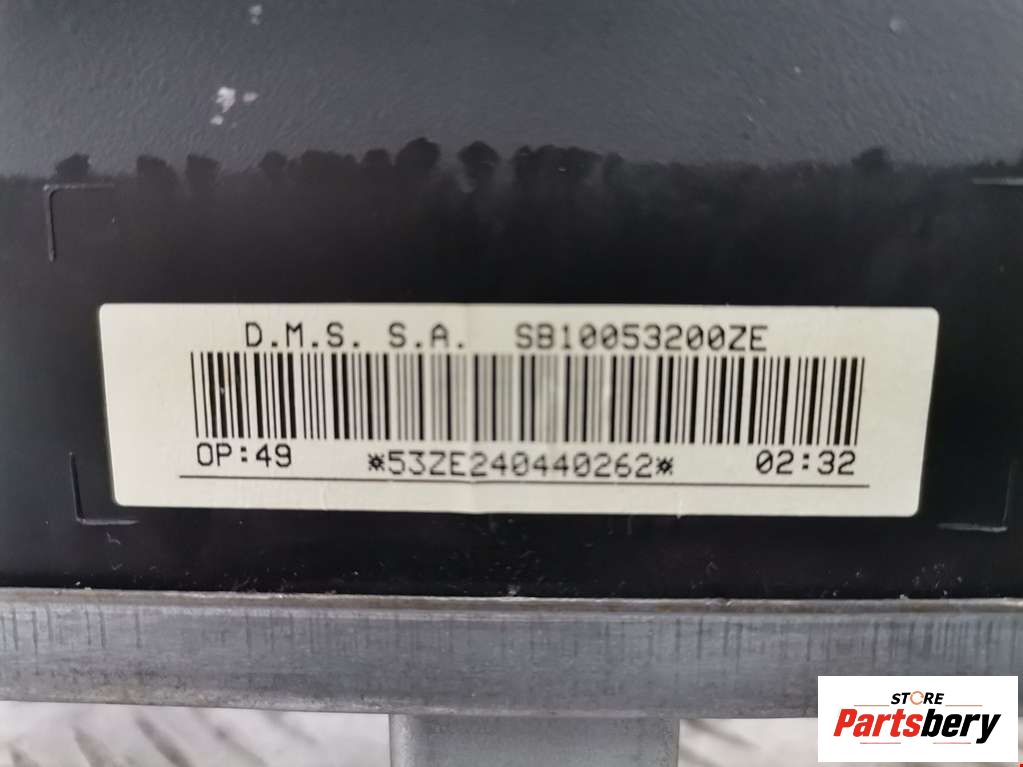 D.M.S. S.A. SB10053200ZE
OP:49 *53ZE240440262* 02:32
STORE
Partsbery